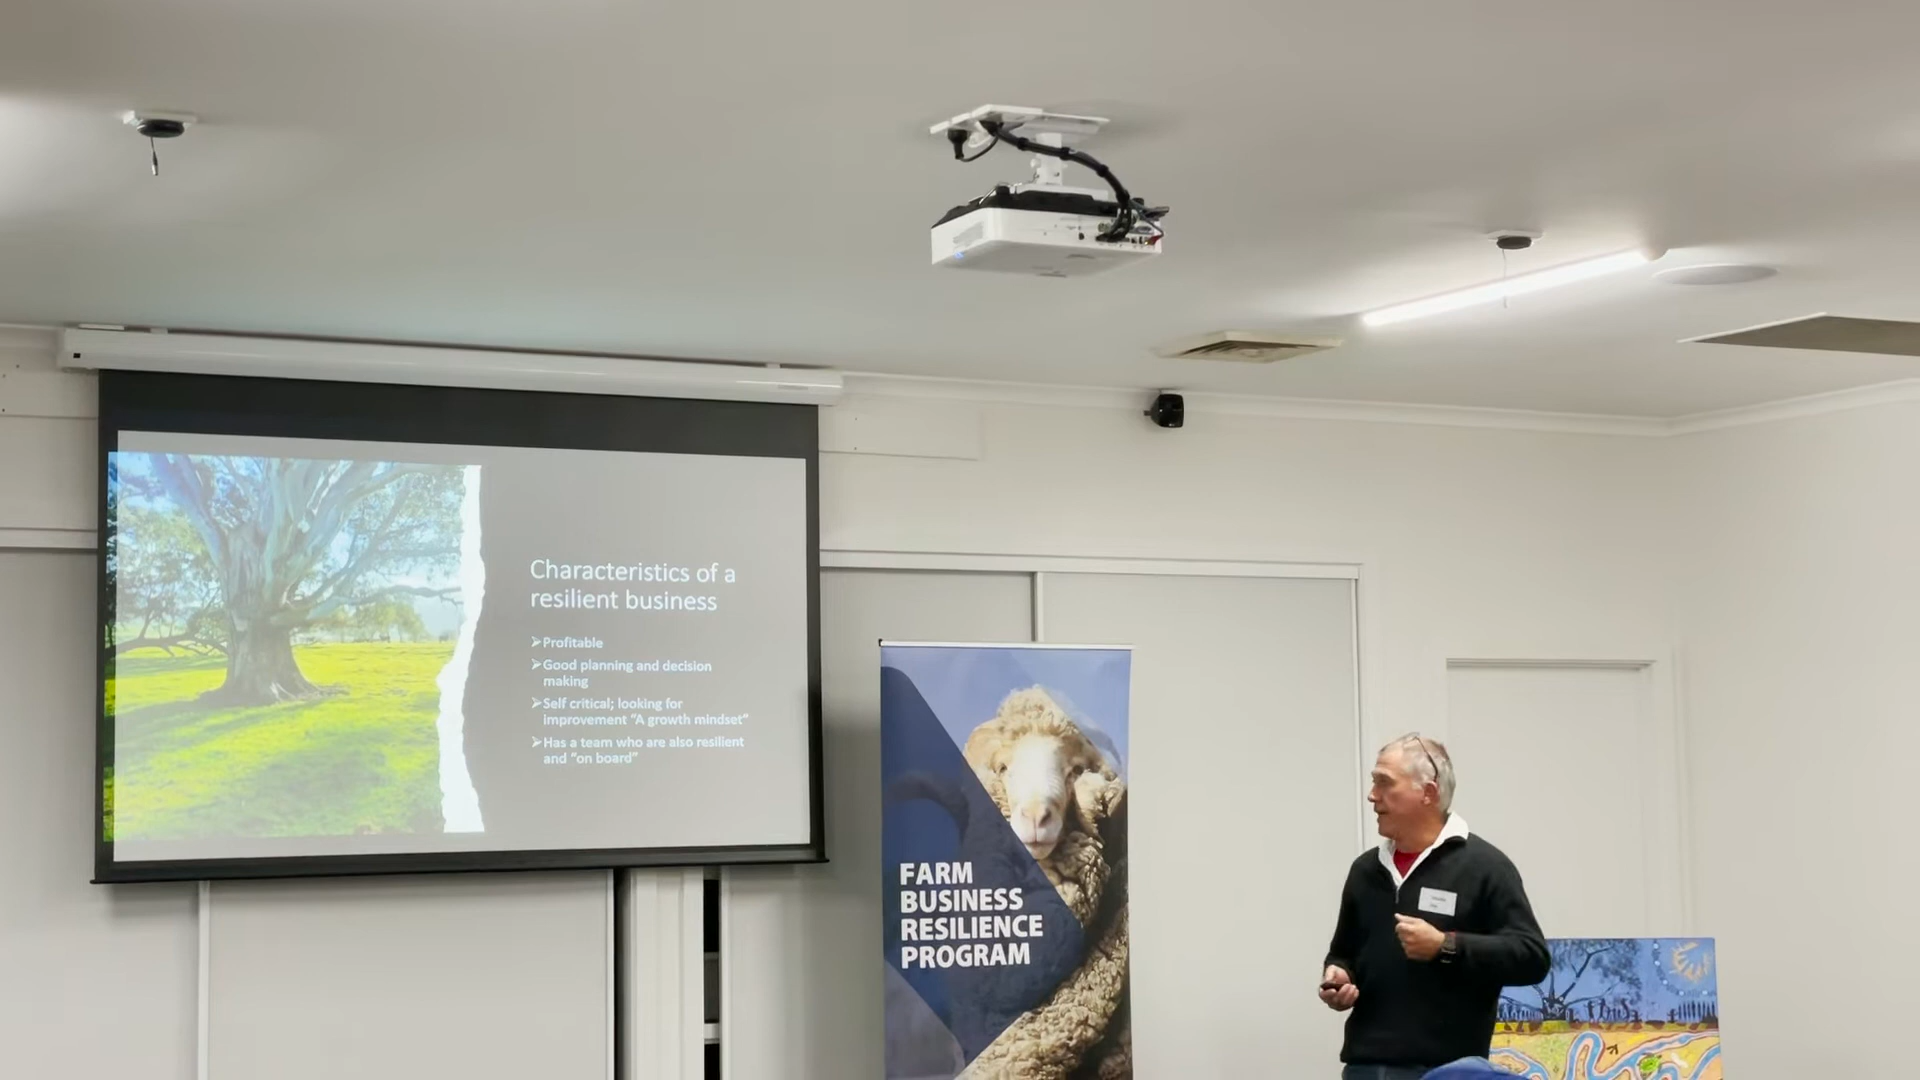 Characteristics of a
resilient business
➢Profitable
➢Good planning and decision
making
➢Self critical; looking for
improvement “A growth mindset”
➢Has a team who are also resilient
and “on board”
FARM
BUSINESS
RESILIENCE
PROGRAM